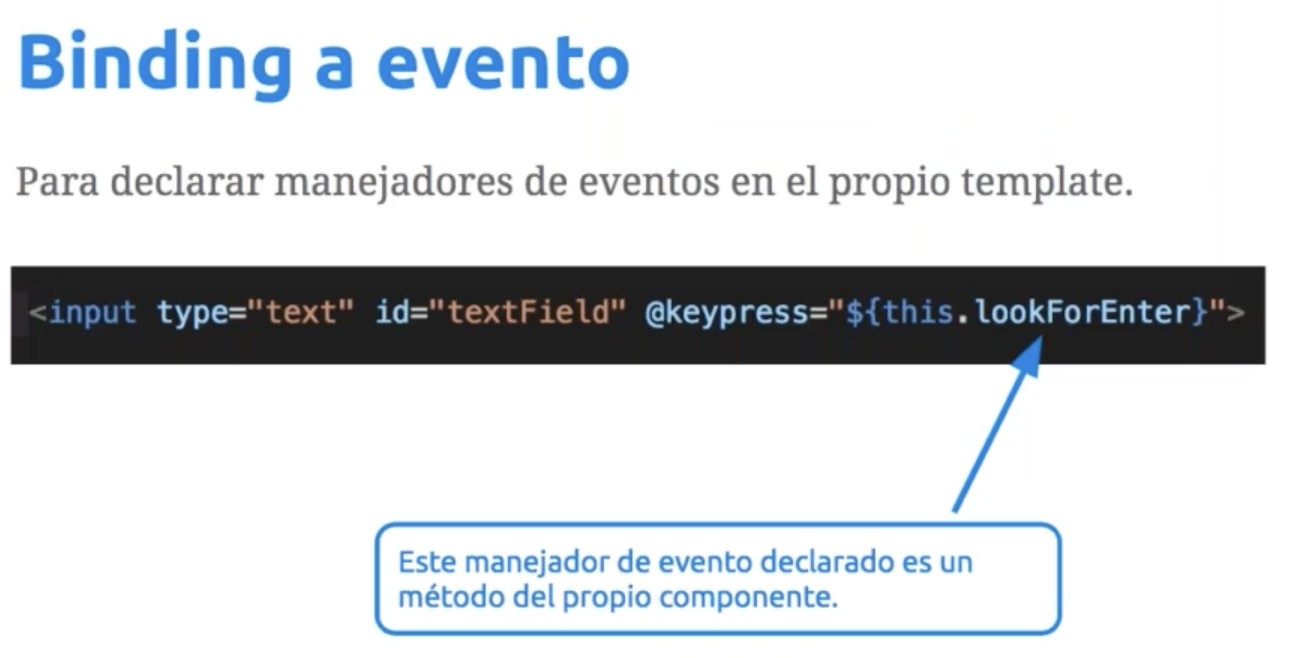 Binding a evento
Para declarar manejadores de eventos en el propio template.
<input type="text" id="textField" @keypress="${this.lookForEnter}">
Este manejador de evento declarado es un
método del propio componente.